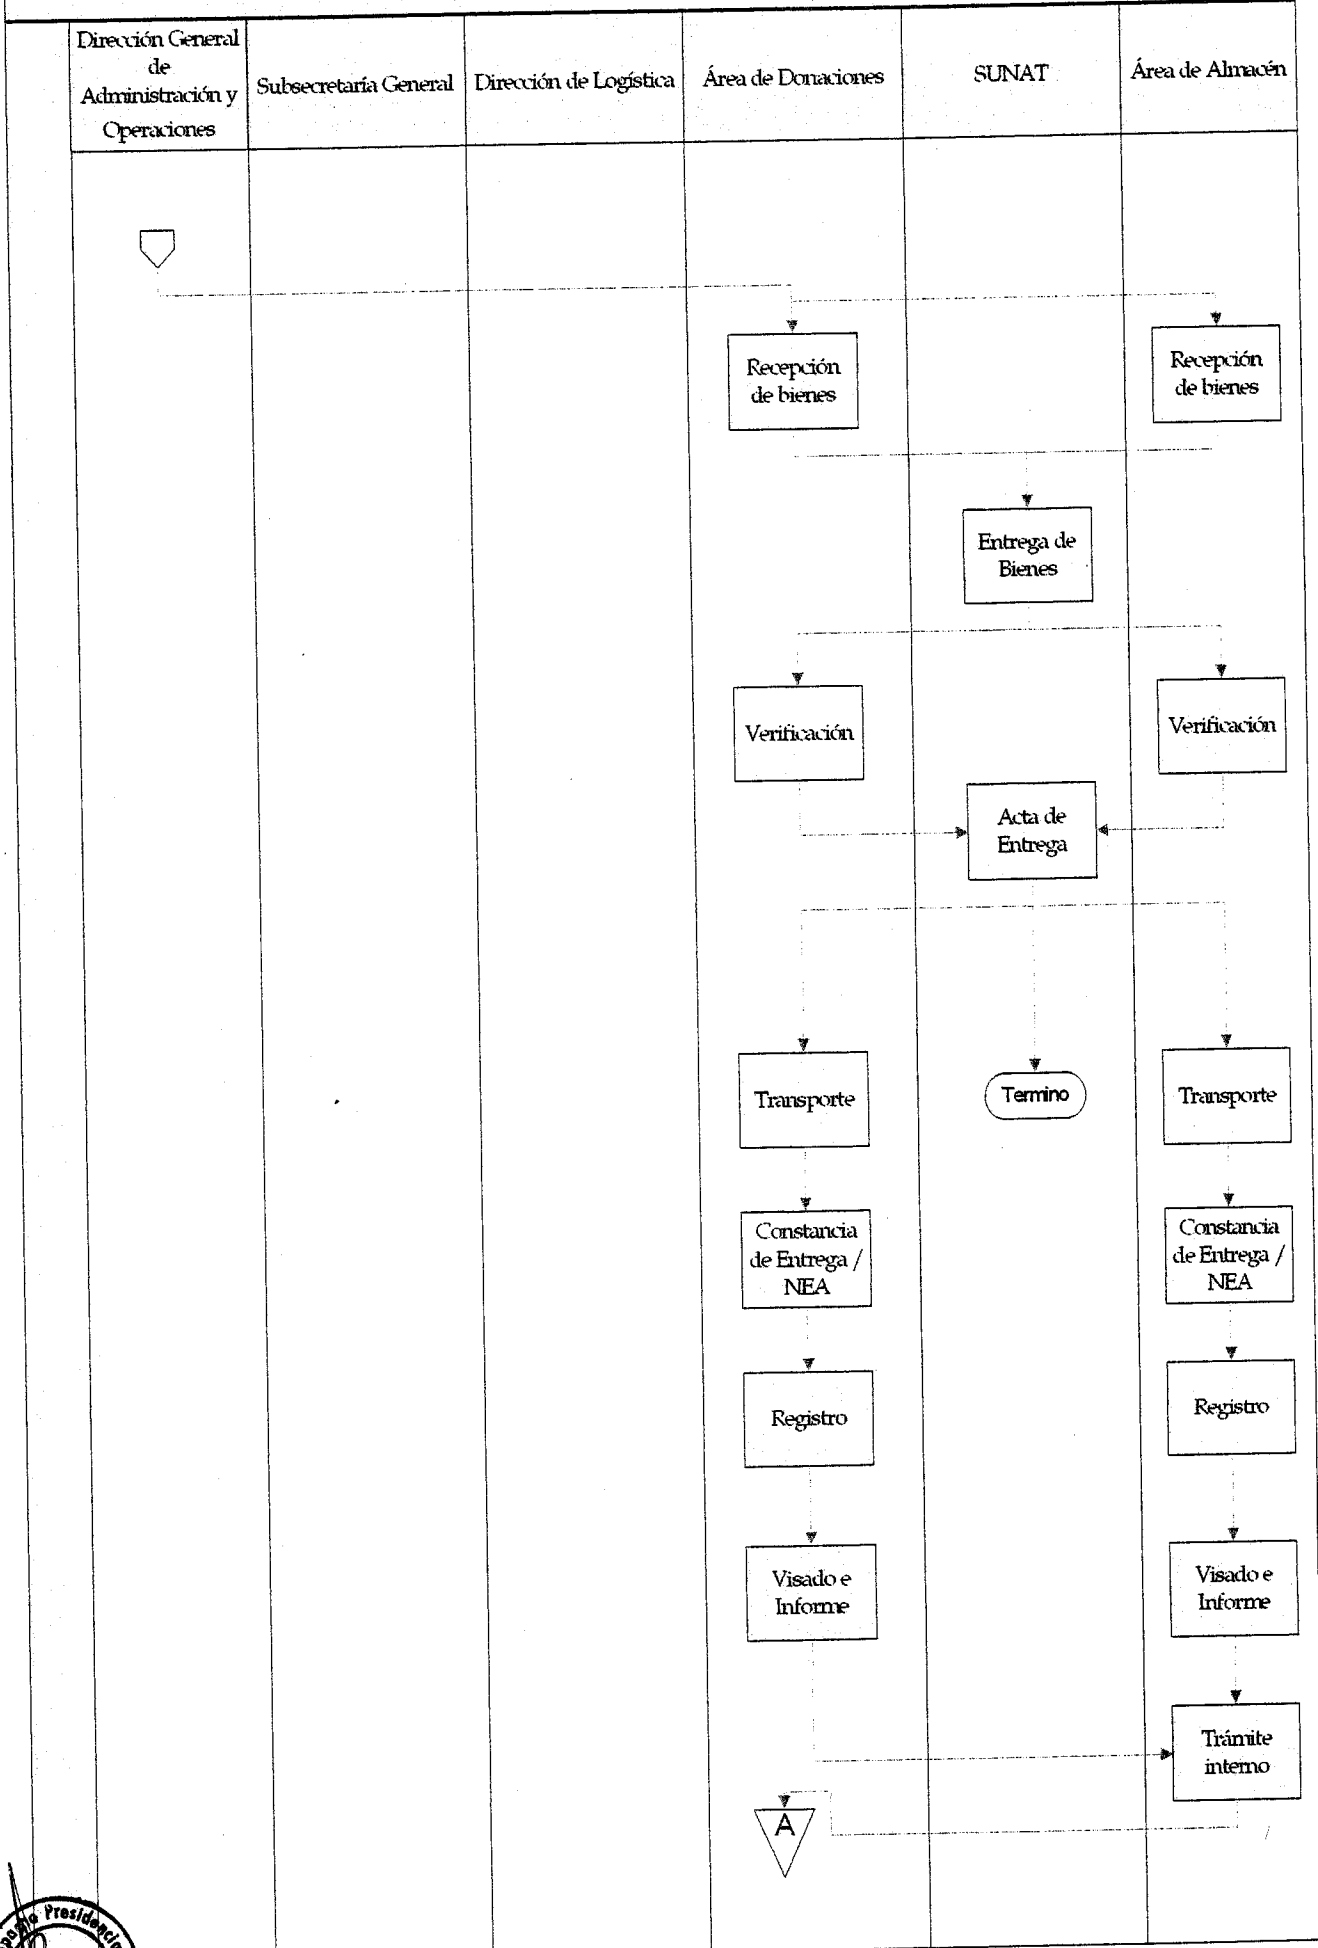 Dirección General
de
Administración y
Operaciones
Subsecretaría General
Dirección de Logística
Área de Donaciones
SUNAT
Área de Almacén
Recepción
de bienes
Recepción
de bienes
Entrega de
Bienes
Verificación
Verificación
Acta de
Entrega
Transporte
Termino
Transporte
Constancia
de Entrega /
NEA
Constancia
de Entrega /
NEA
Registro
Registro
Visado e
Informe
Visado e
Informe
Trámite
interno
A